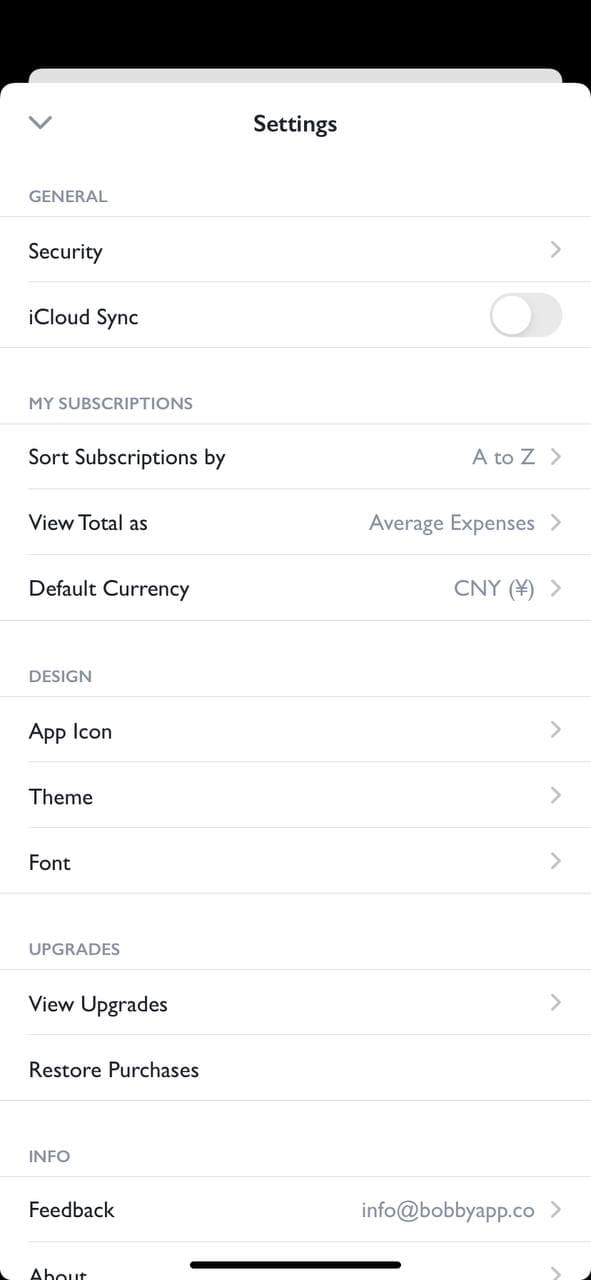 Settings
GENERAL
Security
iCloud Sync
MY SUBSCRIPTIONS
Sort Subscriptions by A to Z
View Total as Average Expenses
Default Currency CNY (¥)
DESIGN
App Icon
Theme
Font
UPGRADES
View Upgrades
Restore Purchases
INFO
Feedback info@bobbyapp.co
About